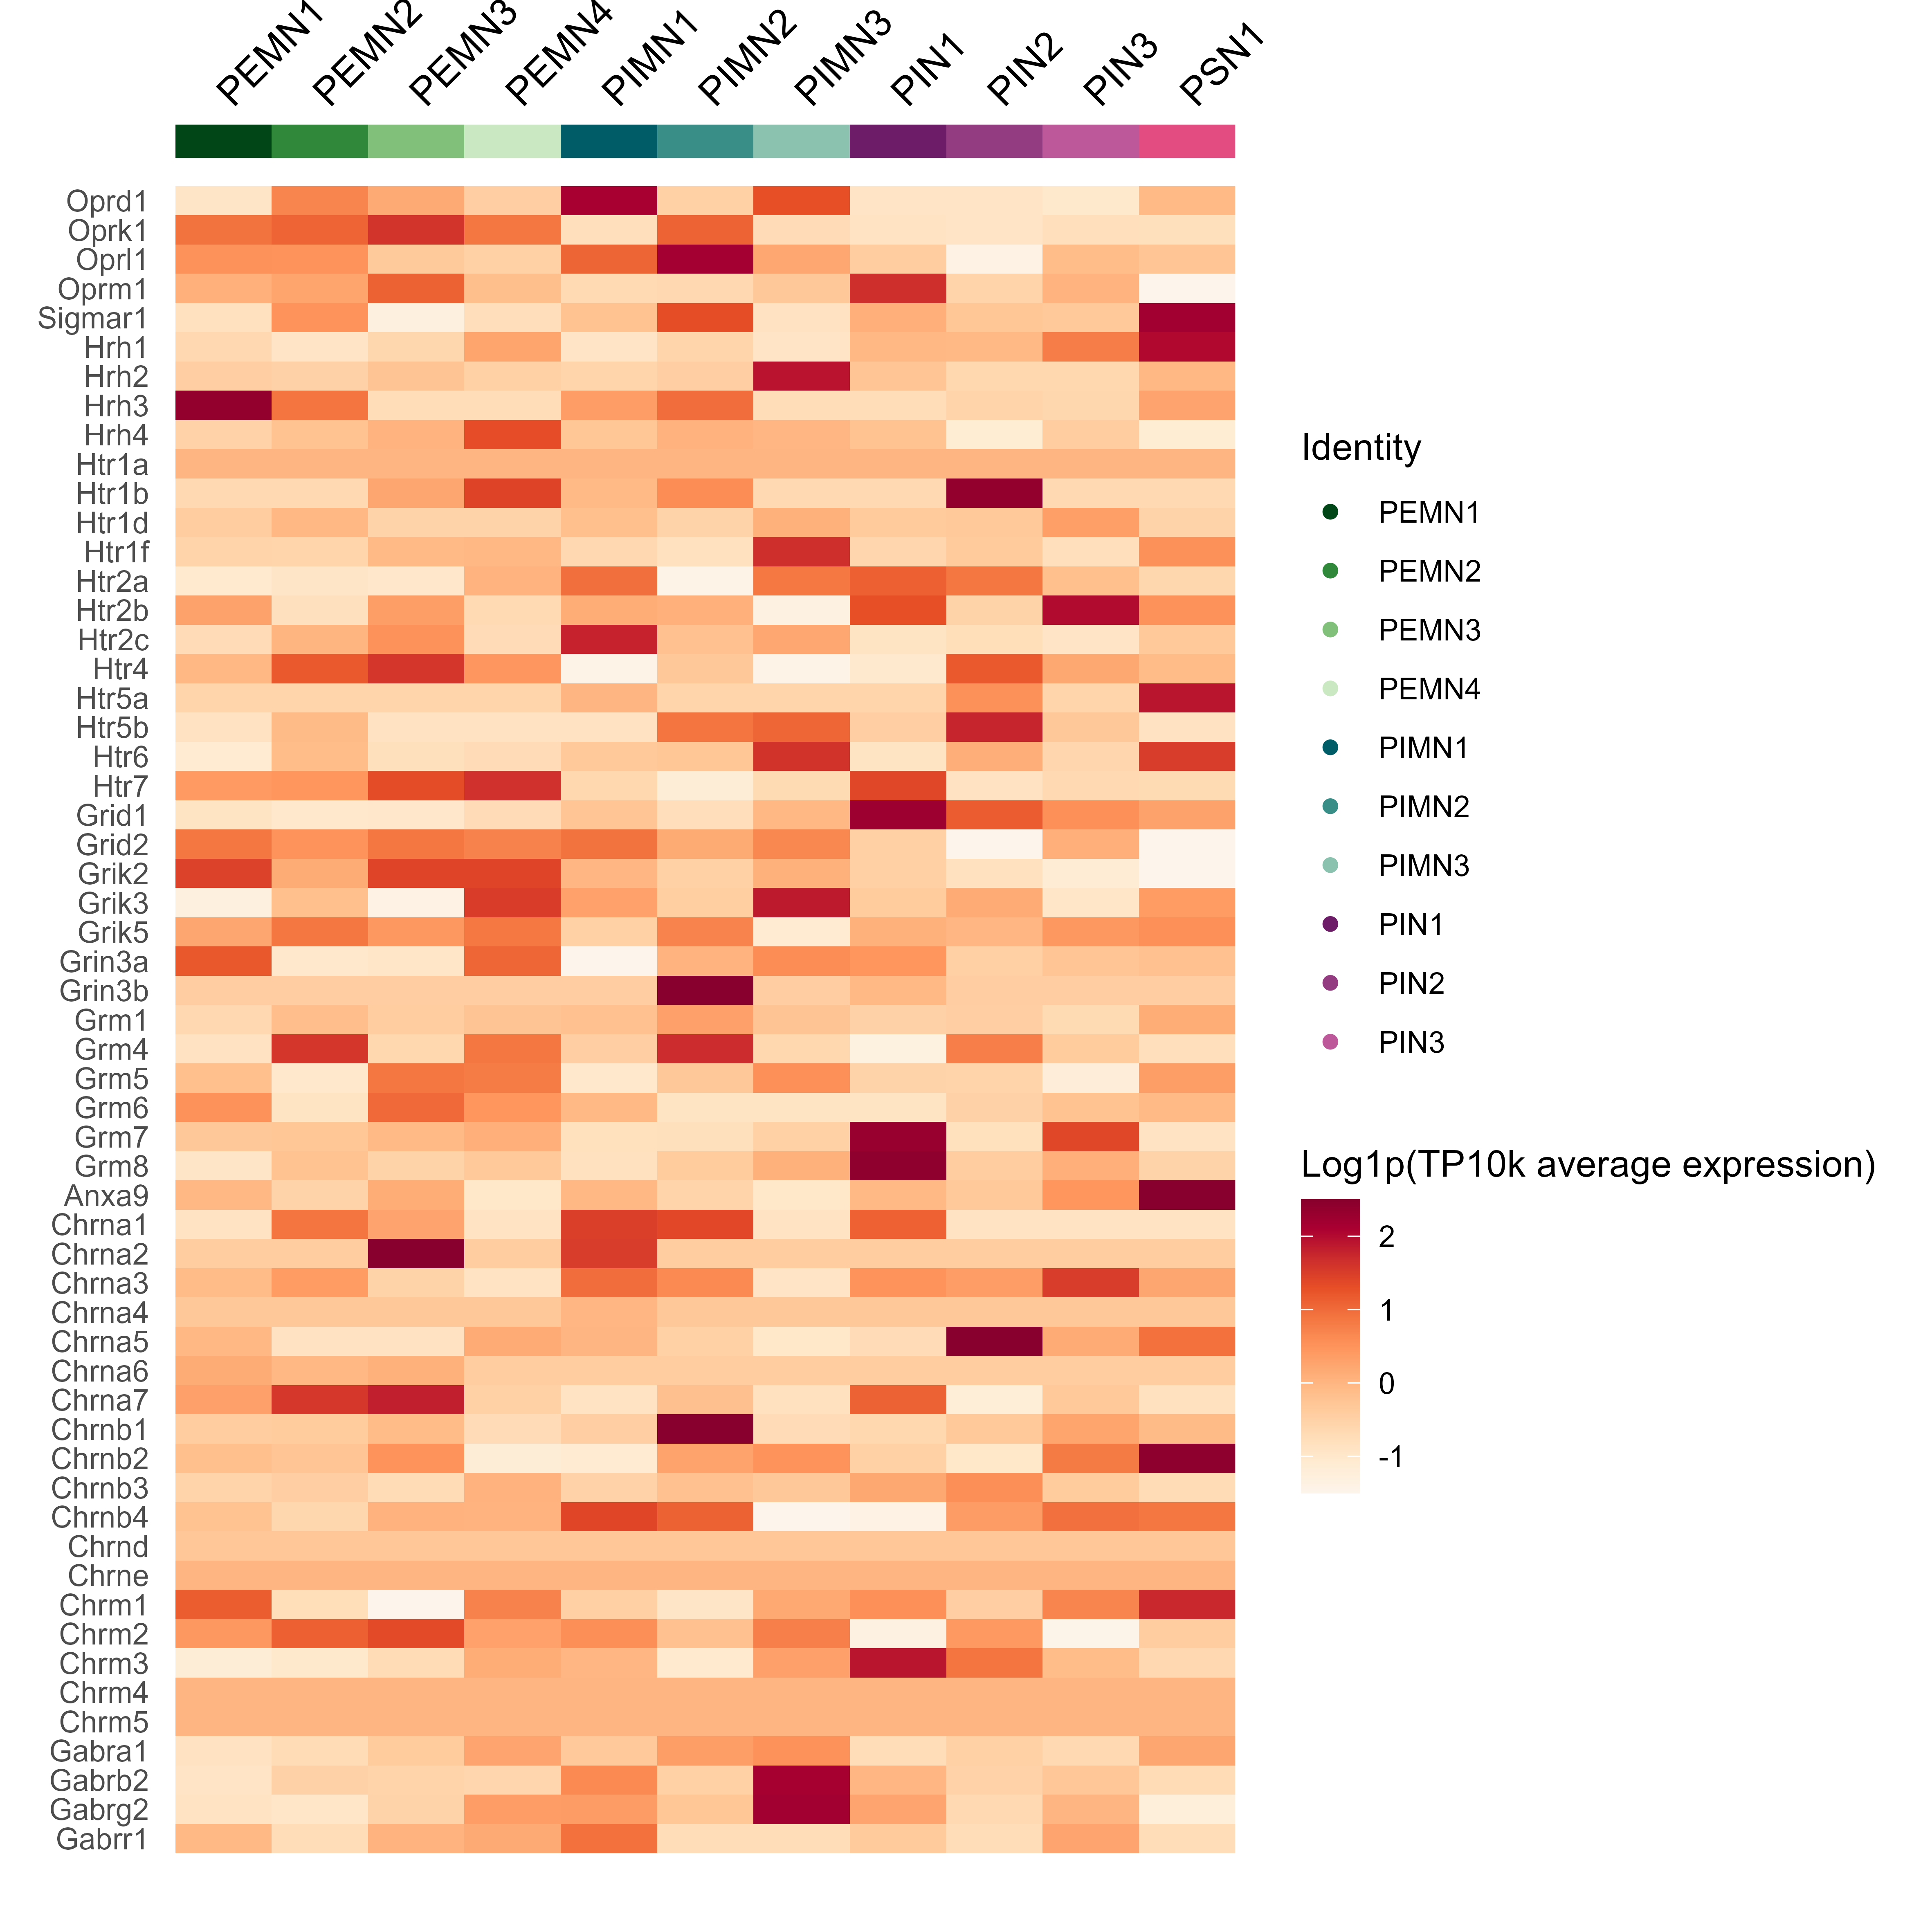 PEMN1
PEMN2
PEMN3
PEMN4
PIMN1
PIMN2
PIMN3
PIN1
PIN2
PIN3
PSN1
Oprd1
Oprk1
Oprl1
Oprm1
Sigmar1
Hrh1
Hrh2
Hrh3
Hrh4
Htr1a
Htr1b
Htr1d
Htr1f
Htr2a
Htr2b
Htr2c
Htr4
Htr5a
Htr5b
Htr6
Htr7
Grid1
Grid2
Grik2
Grik3
Grik5
Grin3a
Grin3b
Grm1
Grm4
Grm5
Grm6
Grm7
Grm8
Anxa9
Chrna1
Chrna2
Chrna3
Chrna4
Chrna5
Chrna6
Chrna7
Chrnb1
Chrnb2
Chrnb3
Chrnb4
Chrnd
Chrne
Chrm1
Chrm2
Chrm3
Chrm4
Chrm5
Gabra1
Gabrb2
Gabrg2
Gabrr1
Identity
PEMN1
PEMN2
PEMN3
PEMN4
PIMN1
PIMN2
PIMN3
PIN1
PIN2
PIN3
Log1p(TP10k average expression)
2
1
0
-1